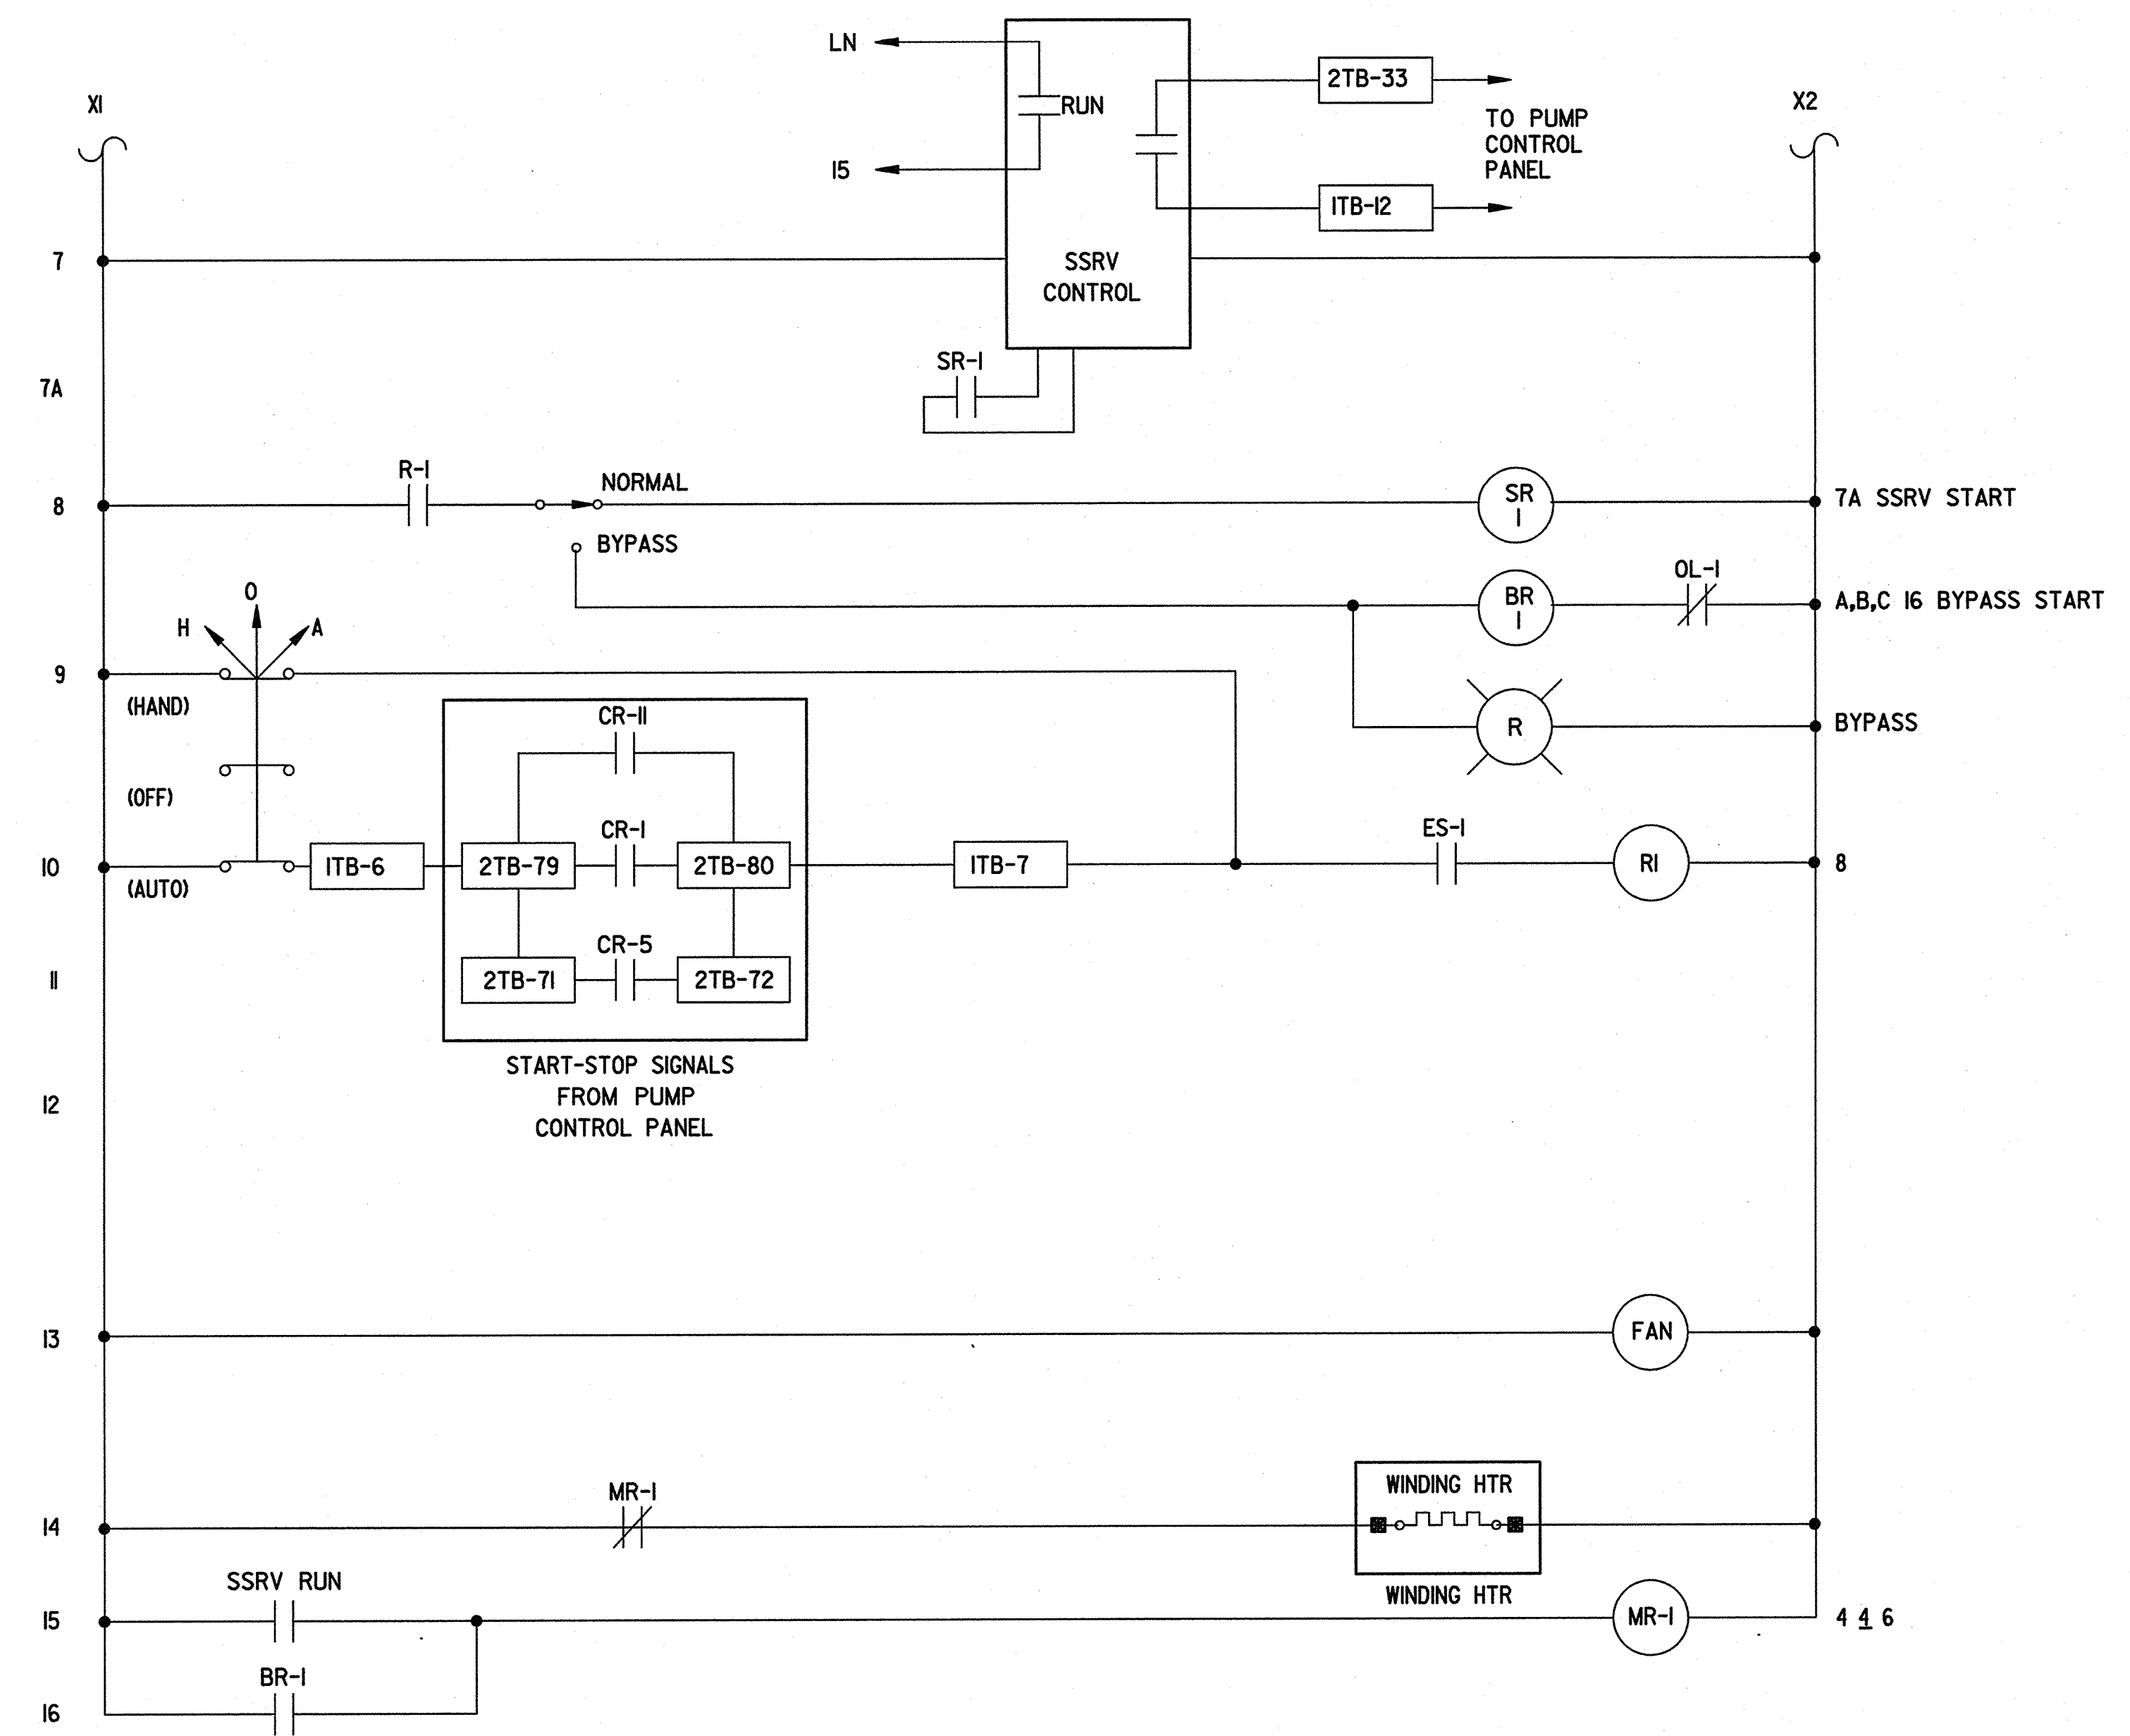 LN
2TB-33
X1
RUN
X2
TO PUMP
CONTROL
PANEL
15
1TB-12
7
SSRV
CONTROL
SR-1
7A
R-1
NORMAL
SR
1
8
7A SSRV START
BYPASS
OL-1
BR
1
A,B,C 16 BYPASS START
O
H
A
9
(HAND)
CR-11
R
BYPASS
(OFF)
CR-1
ES-1
10
1TB-6
2TB-79
2TB-80
1TB-7
R1
8
(AUTO)
CR-5
11
2TB-71
2TB-72
START-STOP SIGNALS
FROM PUMP
CONTROL PANEL
12
13
FAN
MR-1
WINDING HTR
14
SSRV RUN
WINDING HTR
15
MR-1
4 4 6
BR-1
16